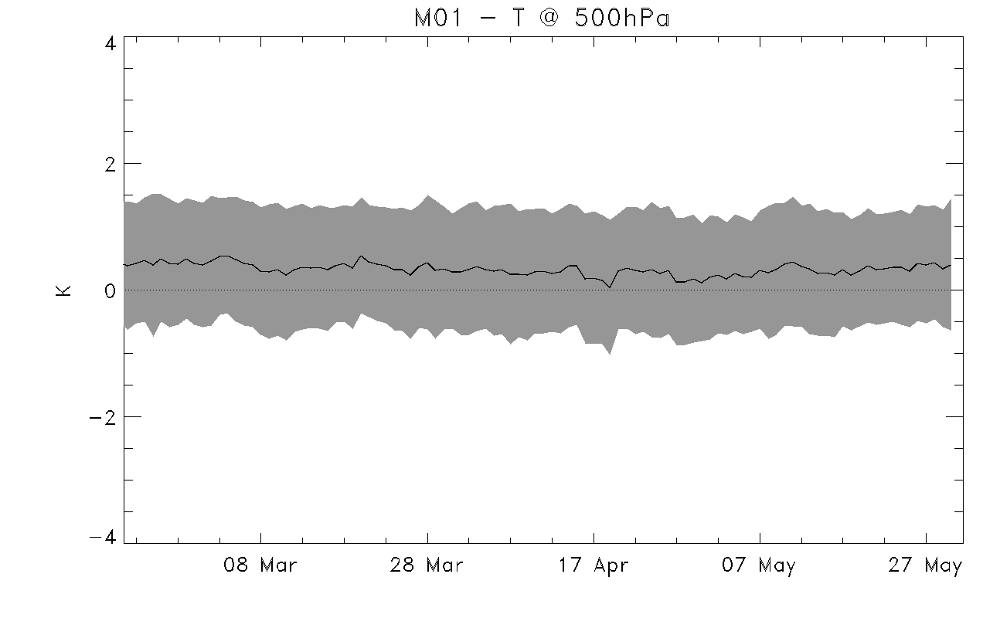 M01 − T @ 500hPa
4
2
K
0
−2
−4
08 Mar
28 Mar
17 Apr
07 May
27 May